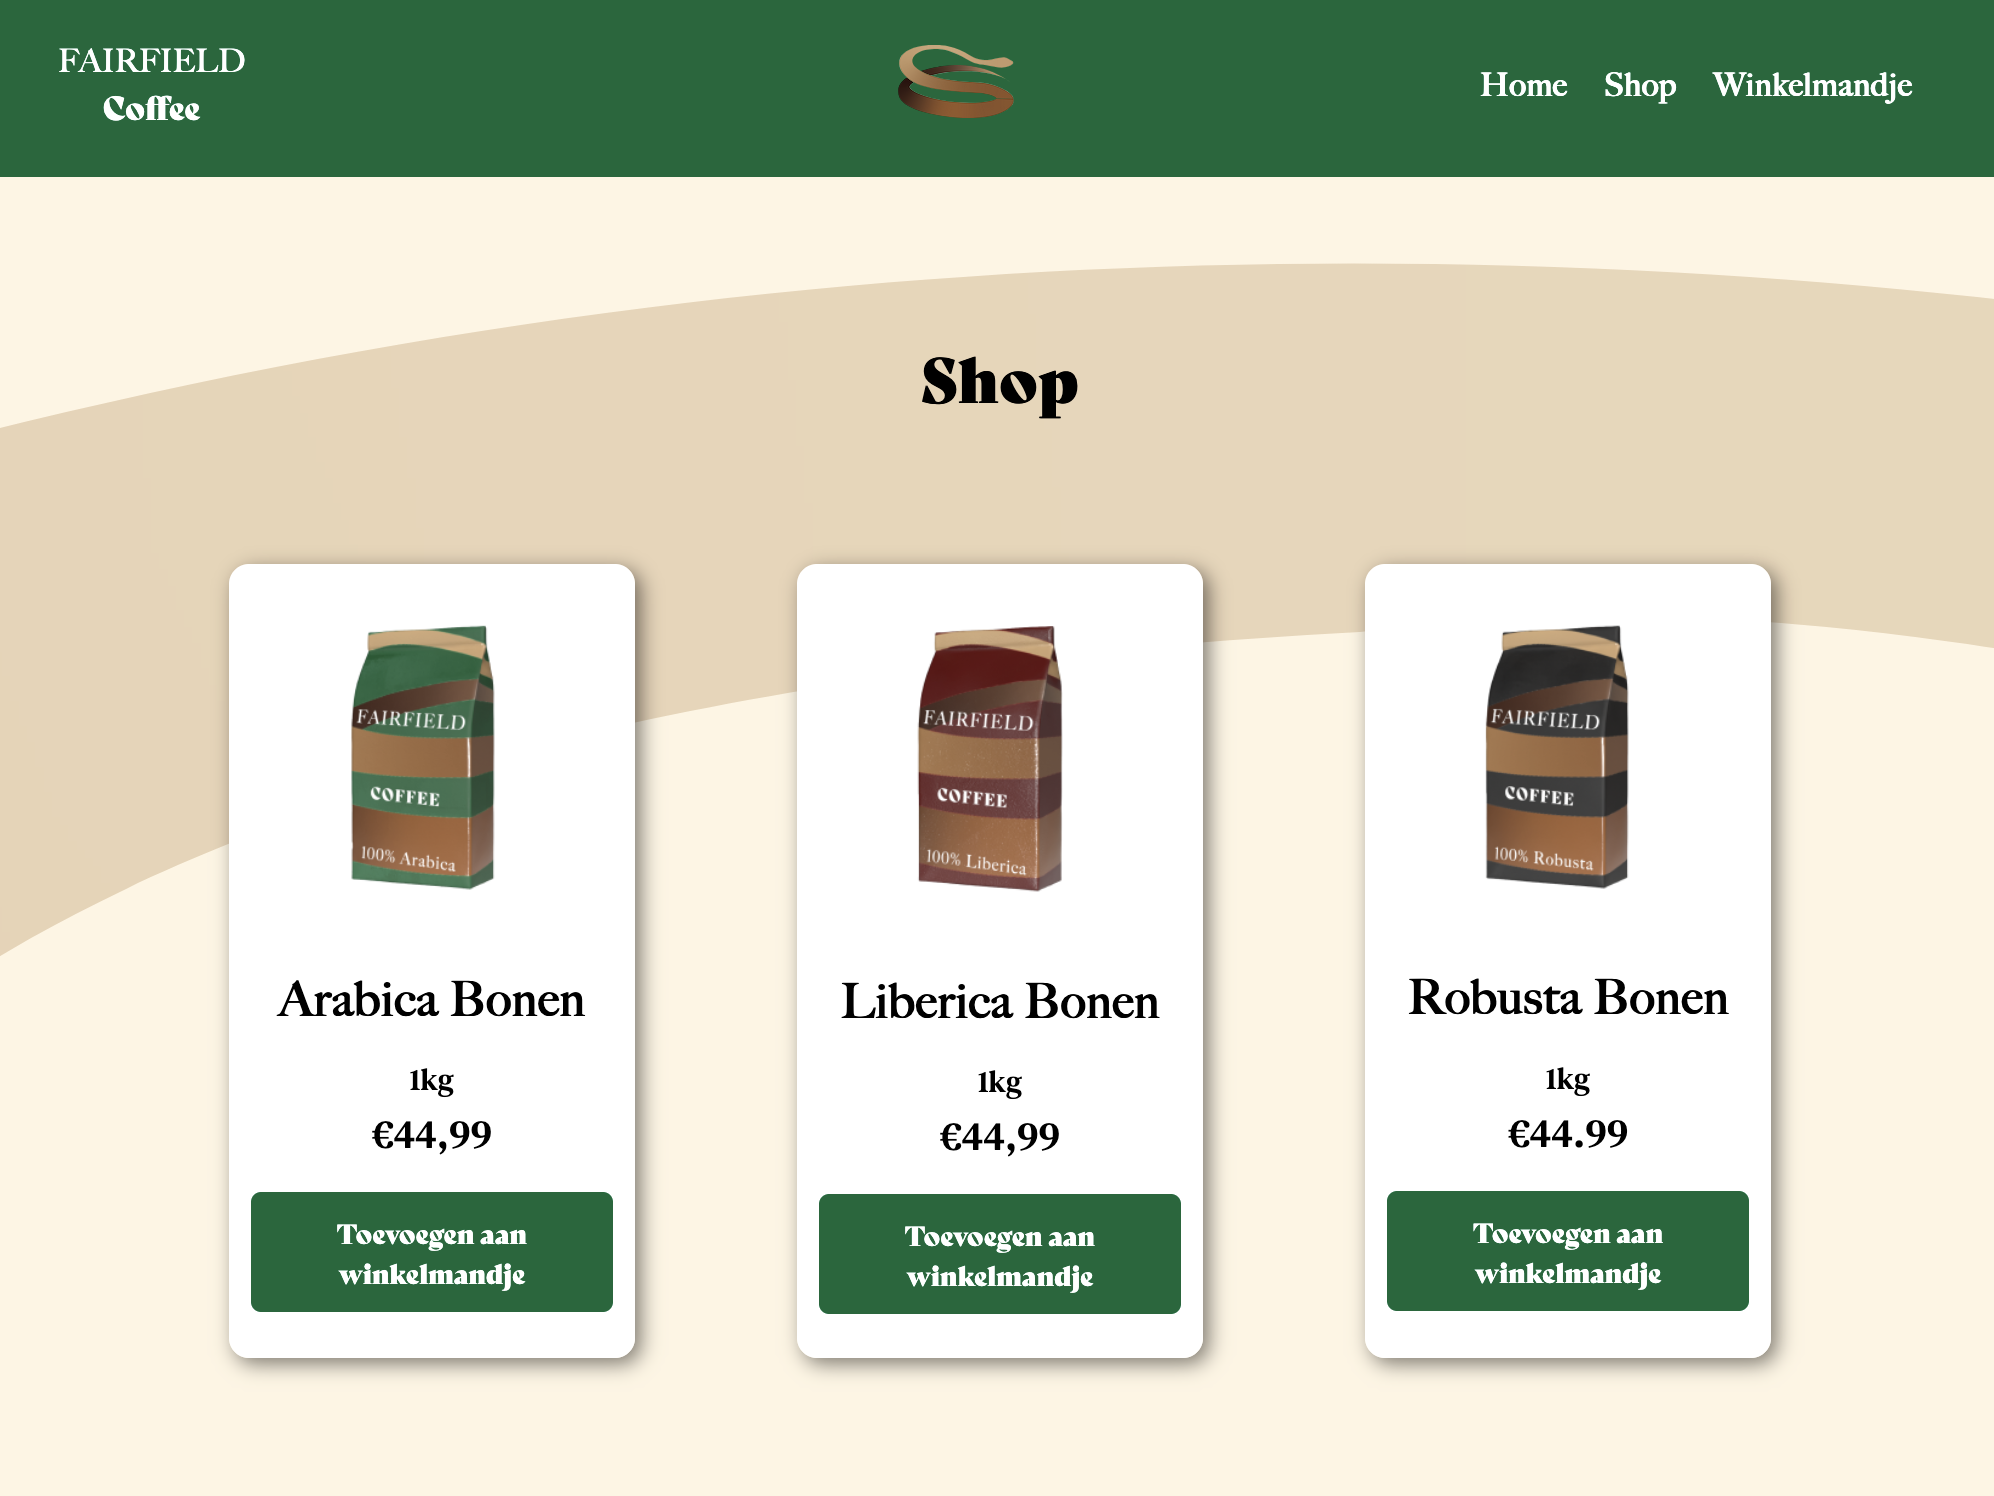 FAIRFIELD
Coffee
Home Shop Winkelmandje
Shop
FAIRFIELD
COFFEE
100% Arabica
Arabica Bonen
1kg
€44,99
Toevoegen aan
winkelmandje
FAIRFIELD
COFFEE
100% Liberica
Liberica Bonen
1kg
€44,99
Toevoegen aan
winkelmandje
FAIRFIELD
COFFEE
100% Robusta
Robusta Bonen
1kg
€44.99
Toevoegen aan
winkelmandje